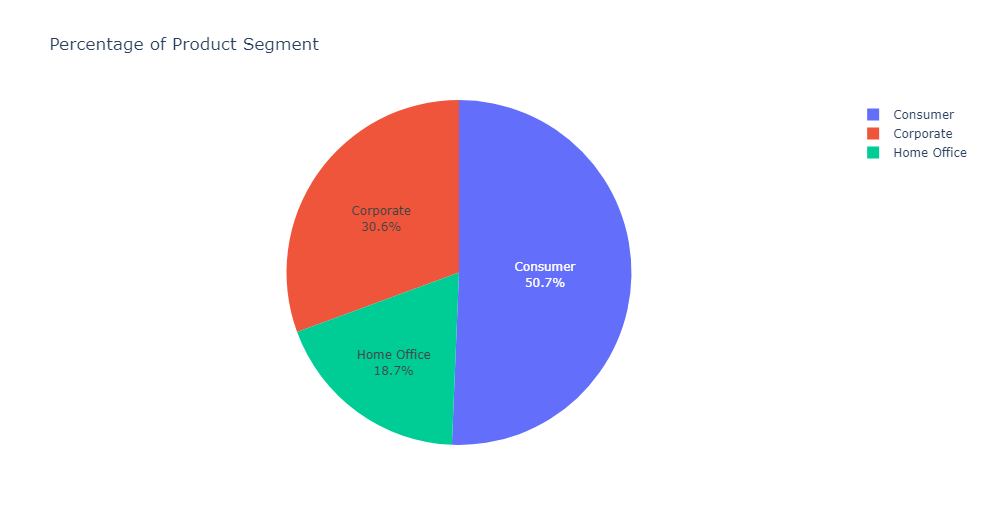 Percentage of Product Segment
Consumer
Corporate
Home Office
Corporate
30.6%
Consumer
50.7%
Home Office
18.7%